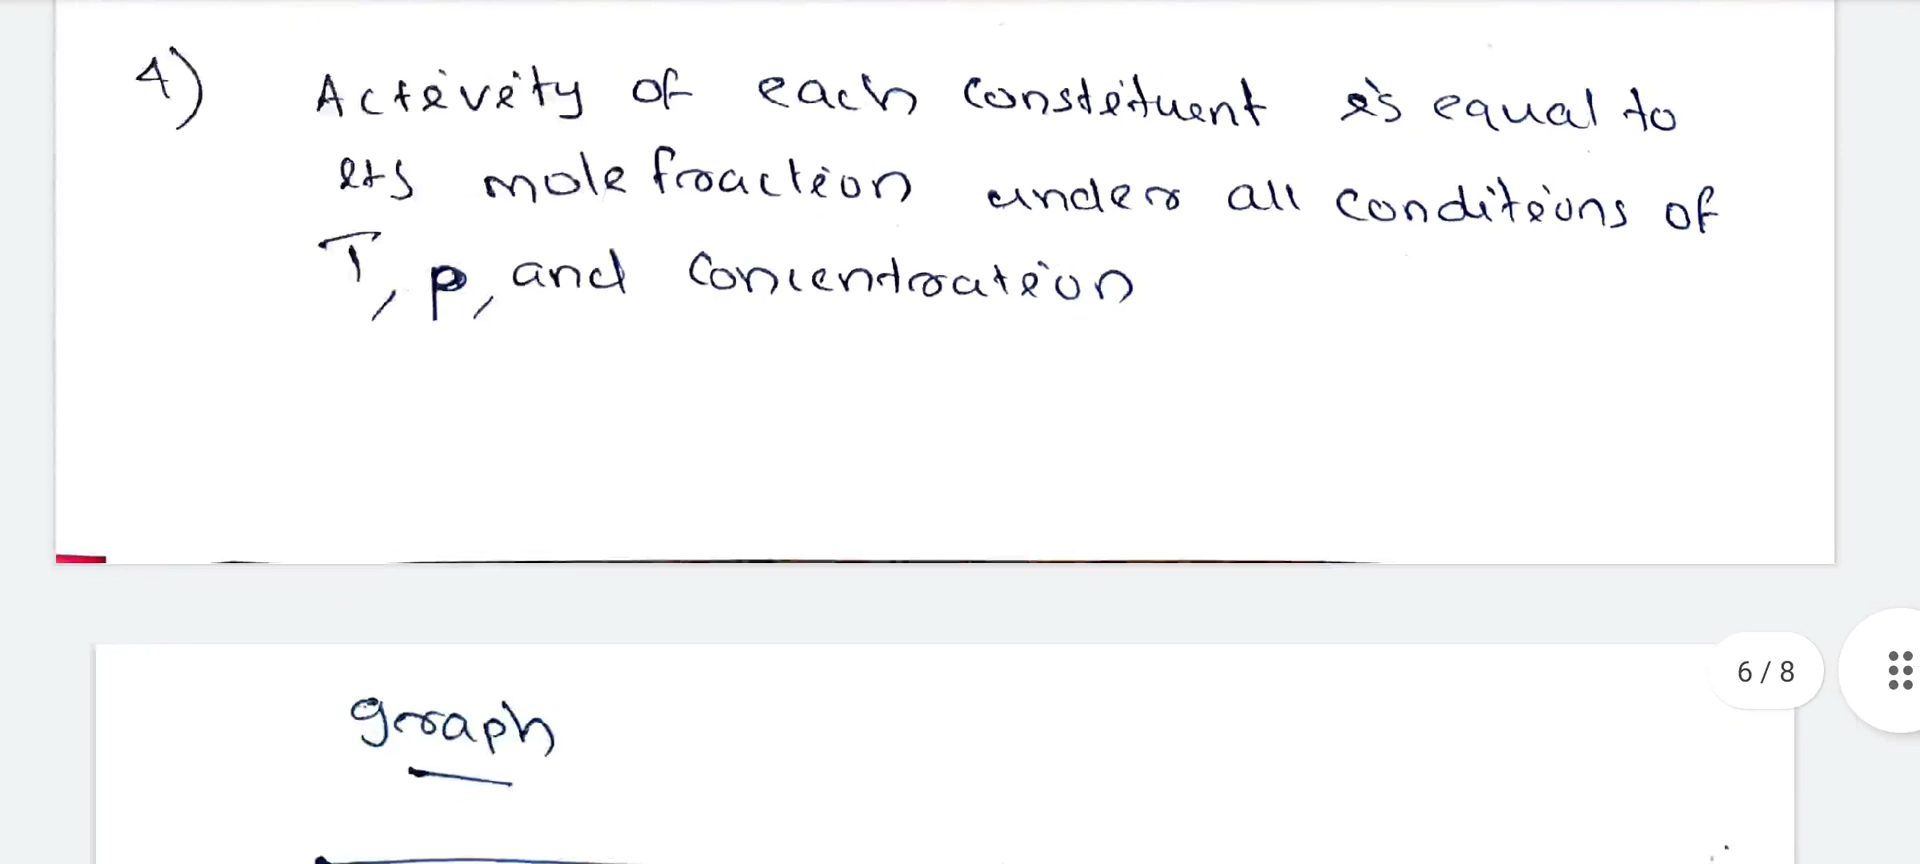 4) Activity of each constituent is equal to
its mole fraction under all conditions of
T, p, and concentration
6 / 8
graph